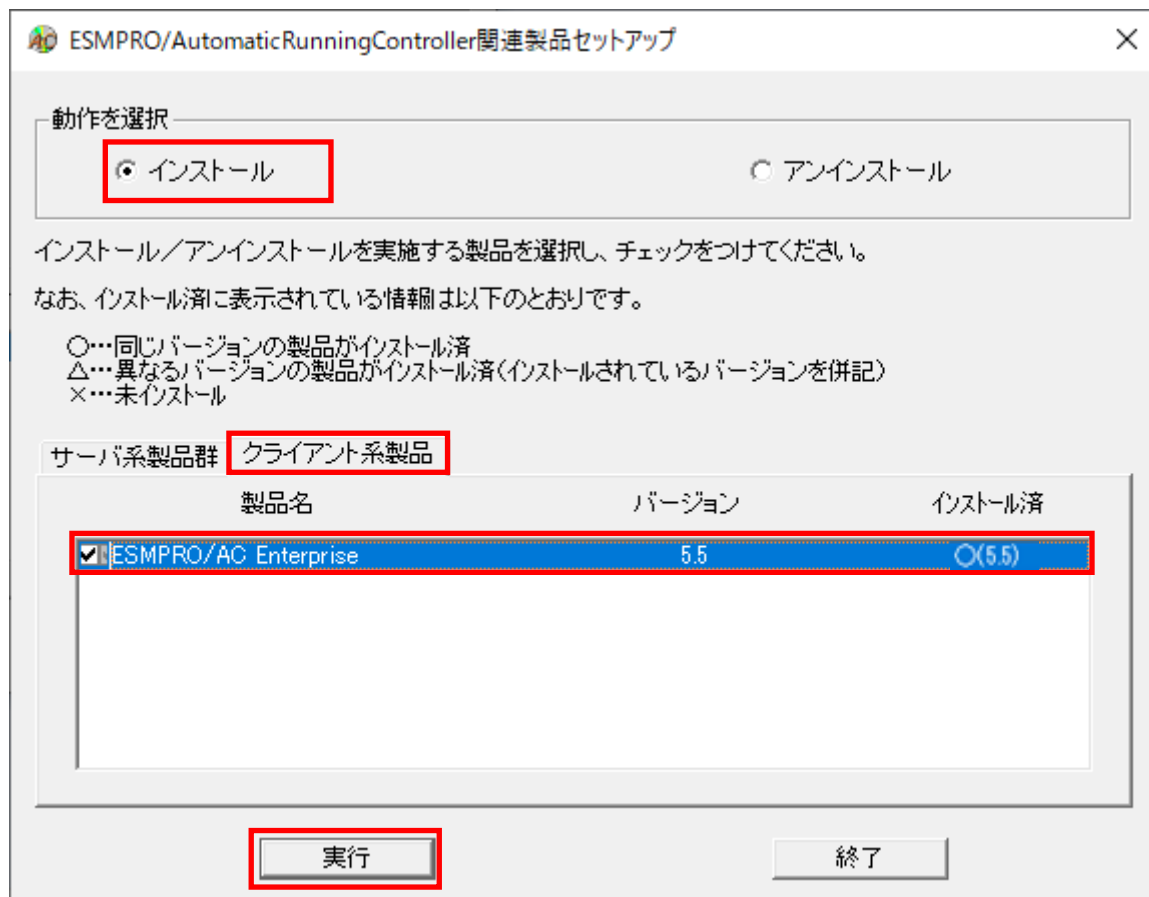 ESMPRO/AutomaticRunningController関連製品セットアップ
動作を選択
インストール アンインストール
インストール／アンインストールを実施する製品を選択し、チェックをつけてください。
なお、インストール済に表示されている情報は以下のとおりです。
○…同じバージョンの製品がインストール済
△…異なるバージョンの製品がインストール済(インストールされているバージョンを併記)
×…未インストール
サーバ系製品群 クライアント系製品
製品名 バージョン インストール済
ESMPRO/AC Enterprise 5.5 ○(5.5)
実行 終了